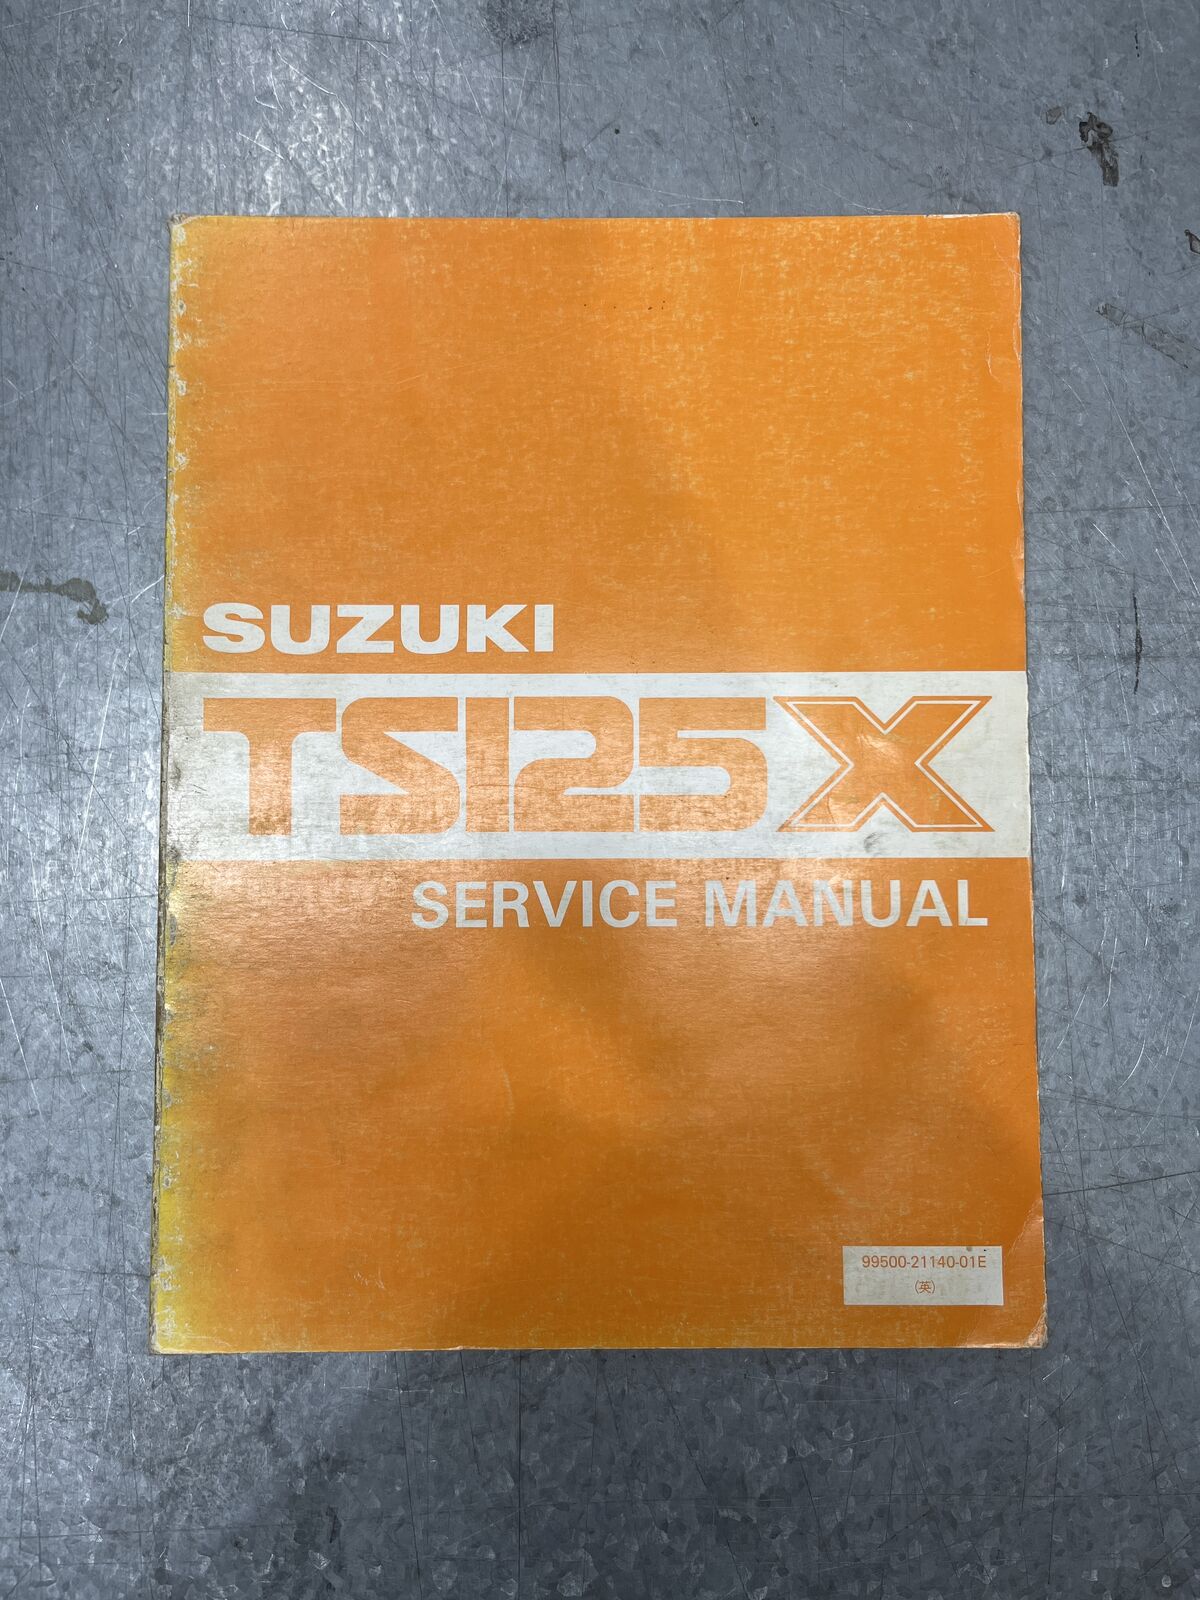 SUZUKI
TS125X
SERVICE MANUAL
99500-21140-01E
(英)